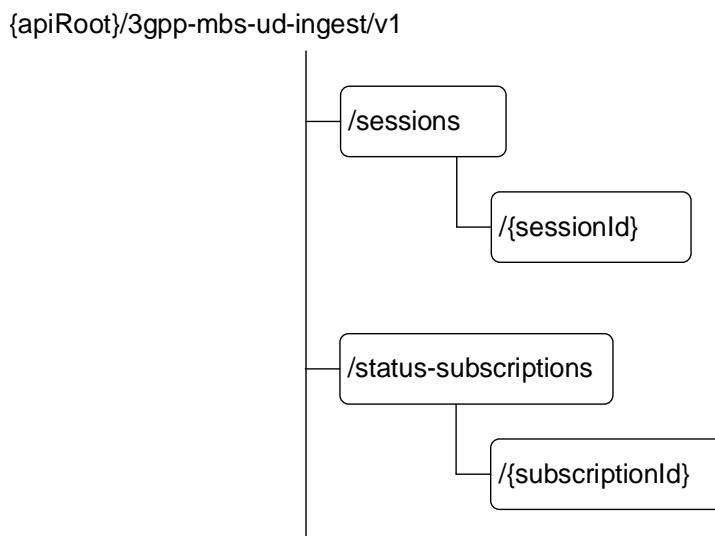 {apiRoot}/3gpp-mbs-ud-ingest/v1
/sessions
/{sessionId}
/status-subscriptions
/{subscriptionId}